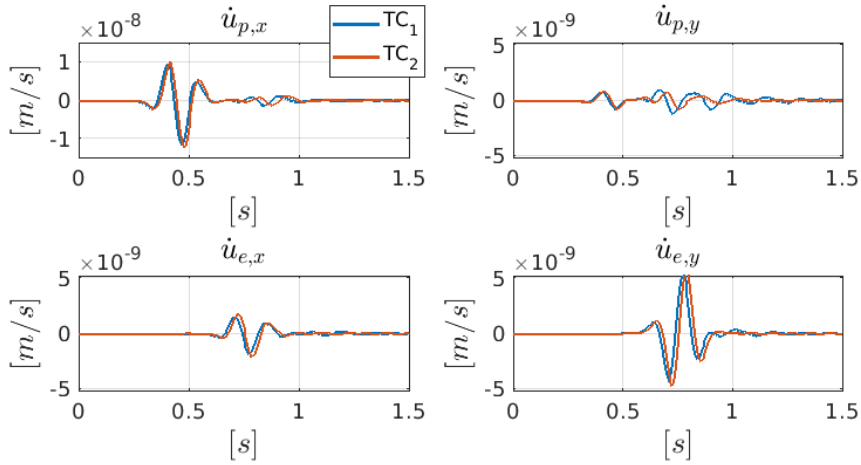 u̇p,x
×10-8
TC1
TC2
[m/s]
1
0
-1
0
0.5
1
1.5
[s]
u̇p,y
×10-9
[m/s]
5
0
-5
0
0.5
1
1.5
[s]
u̇e,x
×10-9
[m/s]
5
0
-5
0
0.5
1
1.5
[s]
u̇e,y
×10-9
[m/s]
5
0
-5
0
0.5
1
1.5
[s]